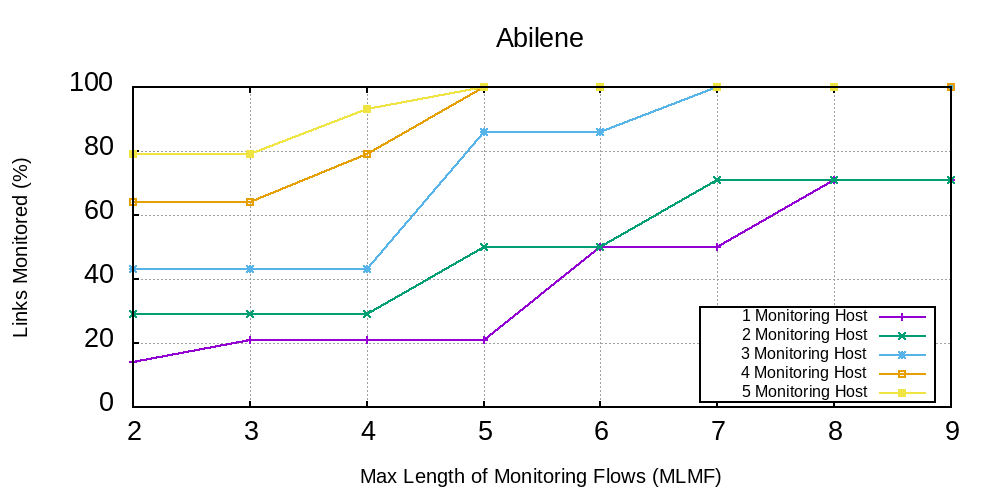 Abilene
Links Monitored (%)
100
80
60
40
20
0
1 Monitoring Host
2 Monitoring Host
3 Monitoring Host
4 Monitoring Host
5 Monitoring Host
2 3 4 5 6 7 8 9
Max Length of Monitoring Flows (MLMF)